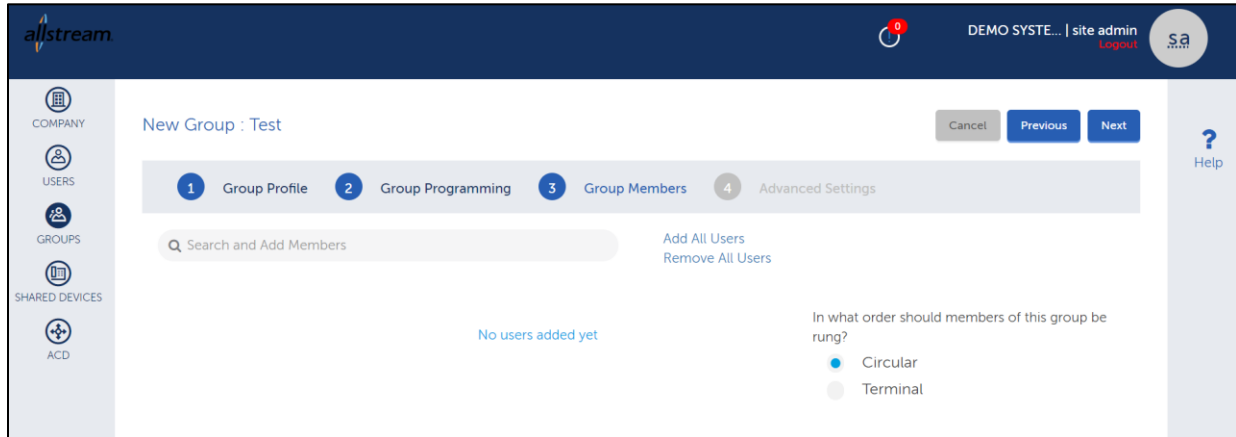 allstream.
0
DEMO SYSTE... | site admin
Logout
sa
COMPANY
USERS
GROUPS
SHARED DEVICES
ACD
New Group : Test
Cancel
Previous
Next
?
Help
1 Group Profile 2 Group Programming 3 Group Members 4 Advanced Settings
Search and Add Members
Add All Users
Remove All Users
No users added yet
In what order should members of this group be
rung?
Circular
Terminal